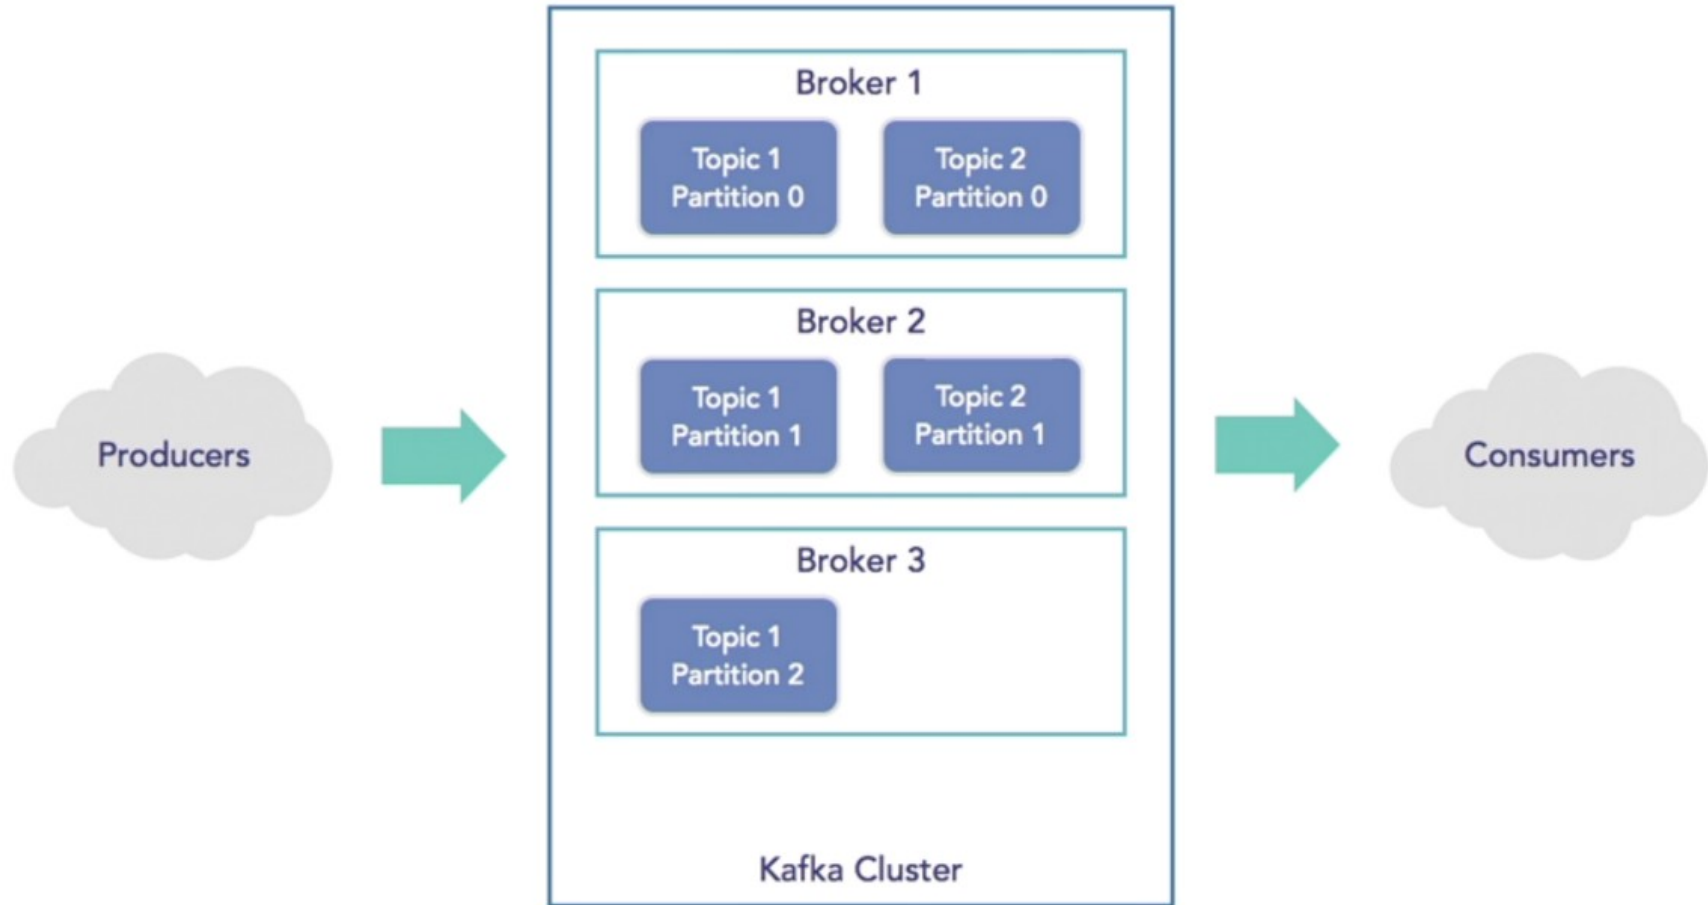 Broker 1
Topic 1
Partition 0
Topic 2
Partition 0
Broker 2
Topic 1
Partition 1
Topic 2
Partition 1
Producers
Consumers
Broker 3
Topic 1
Partition 2
Kafka Cluster